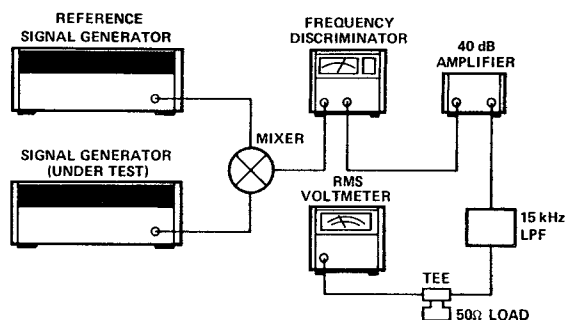 REFERENCE
SIGNAL GENERATOR
FREQUENCY
DISCRIMINATOR
40 dB
AMPLIFIER
MIXER
SIGNAL GENERATOR
(UNDER TEST)
RMS
VOLTMETER
15 kHz
LPF
TEE
50Ω LOAD